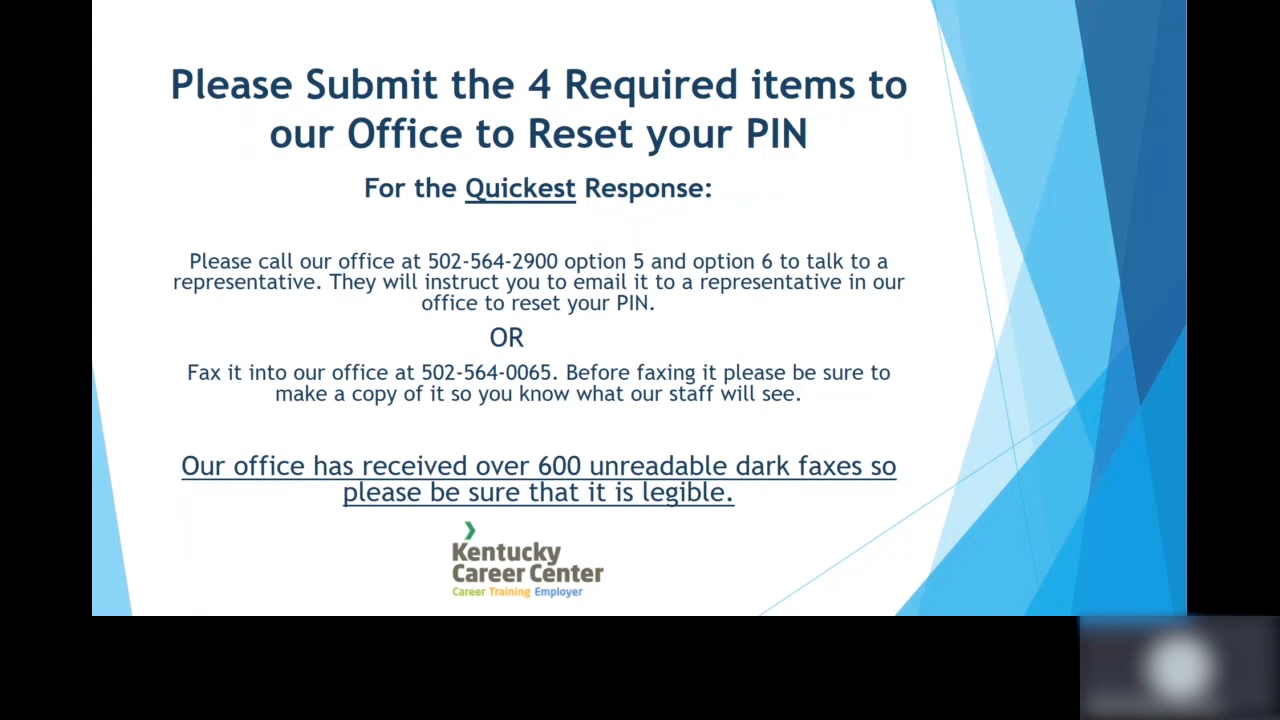 Please Submit the 4 Required items to
our Office to Reset your PIN
For the Quickest Response:
Please call our office at 502-564-2900 option 5 and option 6 to talk to a
representative. They will instruct you to email it to a representative in our
office to reset your PIN.
OR
Fax it into our office at 502-564-0065. Before faxing it please be sure to
make a copy of it so you know what our staff will see.
Our office has received over 600 unreadable dark faxes so
please be sure that it is legible.
Kentucky
Career Center
Career Training Employer